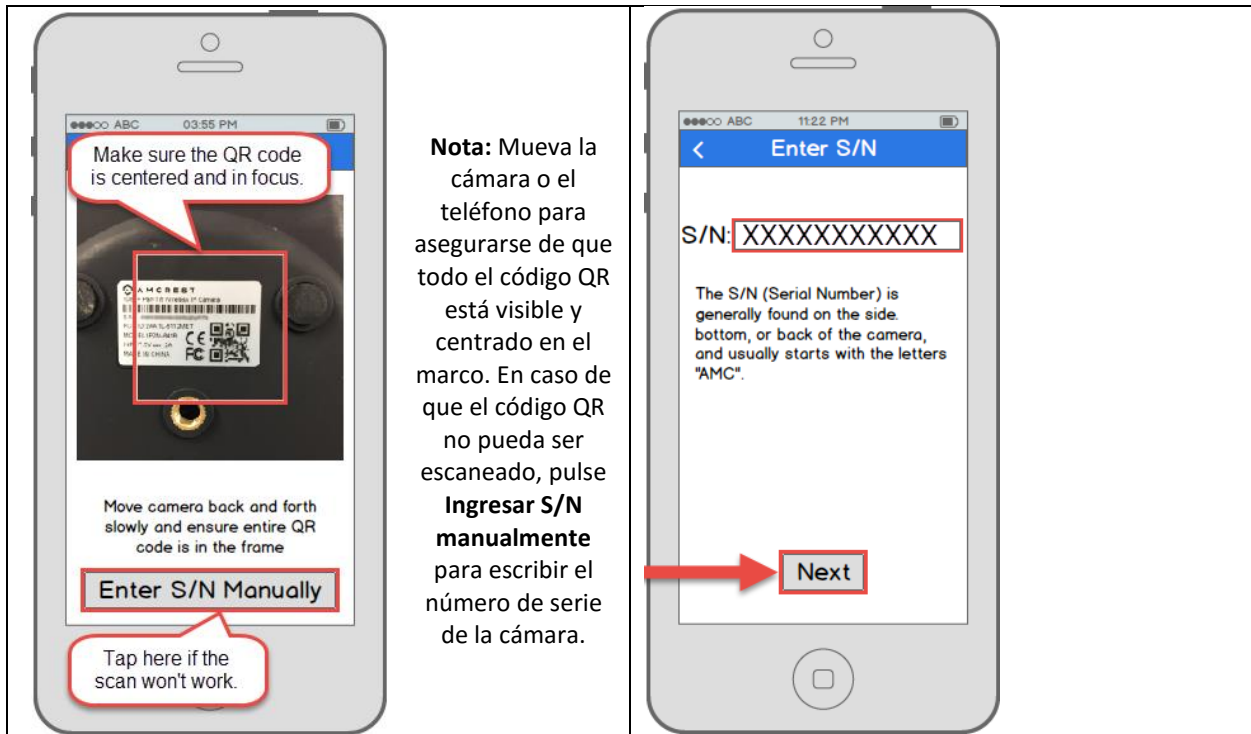 ABC 03:55 PM
Make sure the QR code
is centered and in focus.
AMCREST
MADE IN CHINA
CE
FC
Move camera back and forth
slowly and ensure entire QR
code is in the frame
Enter S/N Manually
Tap here if the
scan won't work.
Nota: Mueva la
cámara o el
teléfono para
asegurarse de que
todo el código QR
está visible y
centrado en el
marco. En caso de
que el código QR
no pueda ser
escaneado, pulse
Ingresar S/N
manualmente
para escribir el
número de serie
de la cámara.
ABC 11:22 PM
< Enter S/N
S/N: XXXXXXXXXXX
The S/N (Serial Number) is
generally found on the side.
bottom, or back of the camera,
and usually starts with the letters
"AMC".
Next